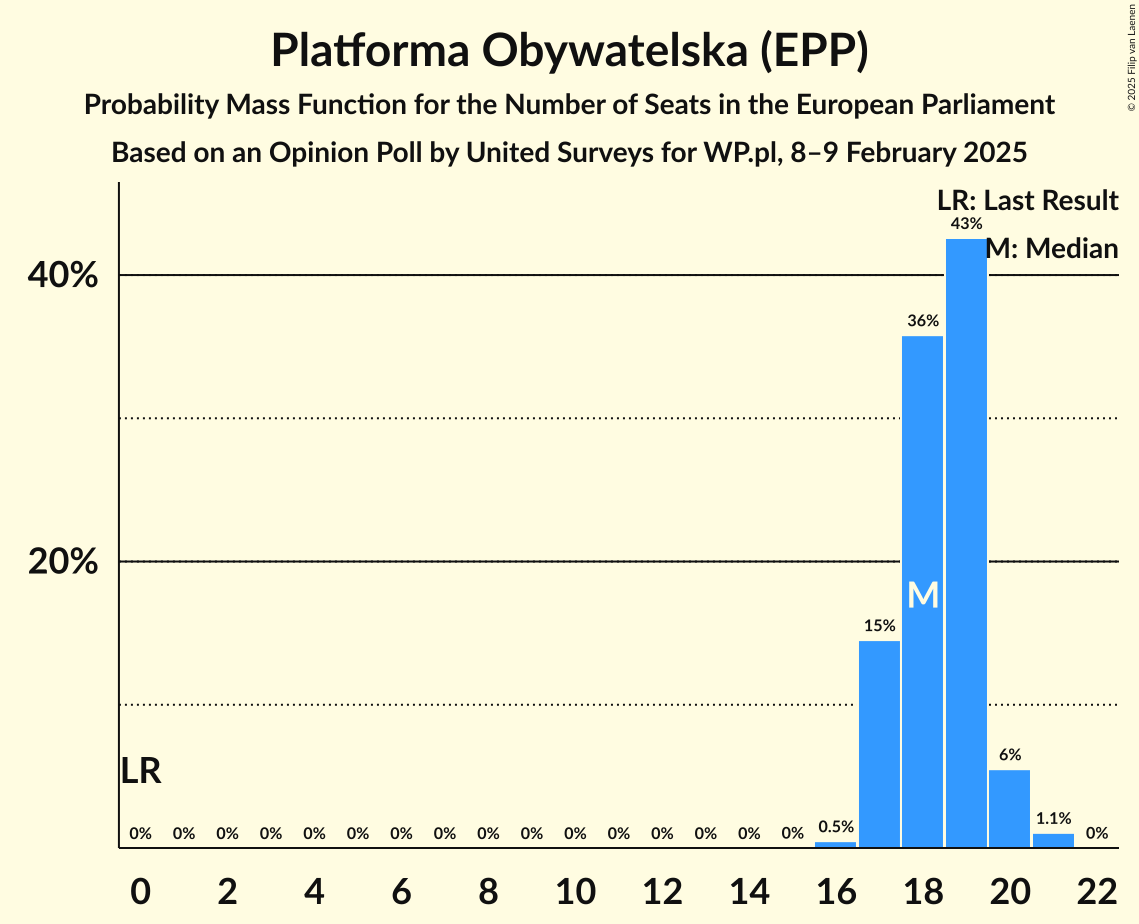 Platforma Obywatelska (EPP)
Probability Mass Function for the Number of Seats in the European Parliament
Based on an Opinion Poll by United Surveys for WP.pl, 8–9 February 2025
© 2025 Filip van Laenen
LR: Last Result
M: Median
40%
20%
43%
36%
15%
6%
M
LR
0% 0% 0% 0% 0% 0% 0% 0% 0% 0% 0% 0% 0% 0% 0% 0% 0.5% 1.1% 0%
0 2 4 6 8 10 12 14 16 18 20 22